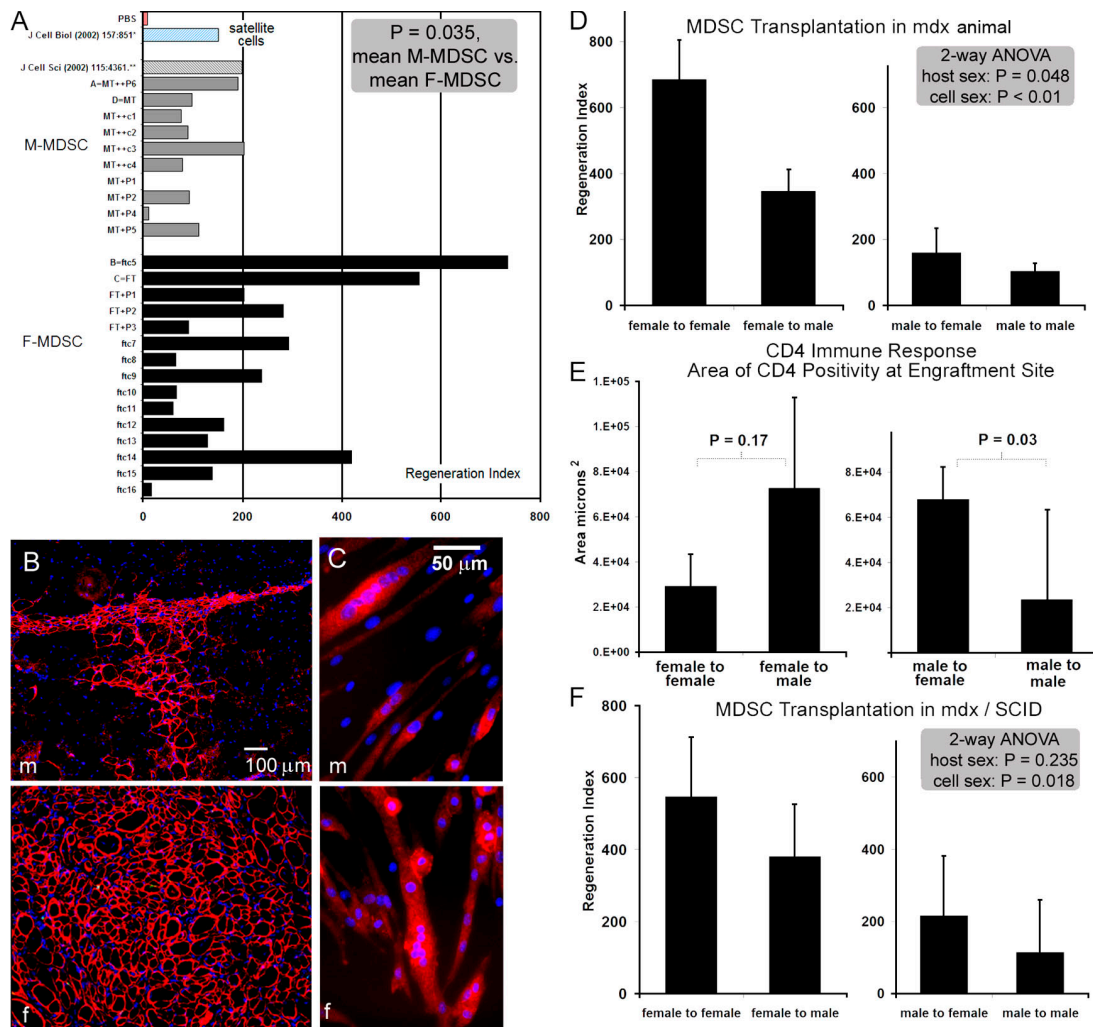 A
PBS
J Cell Biol (2002) 157:851*
satellite
cells
J Cell Sci (2002) 115:4361.**
A=MT++P6
D=MT
MT++c1
MT++c2
MT++c3
MT++c4
MT+P1
MT+P2
MT+P4
MT+P5
M-MDSC
P = 0.035,
mean M-MDSC vs.
mean F-MDSC
B=ftc5
C=FT
FT+P1
FT+P2
FT+P3
ftc7
ftc8
ftc9
ftc10
ftc11
ftc12
ftc13
ftc14
ftc15
ftc16
F-MDSC
Regeneration Index
0 200 400 600 800
B
m
100 μm
f
C
50 μm
m
f
D
MDSC Transplantation in mdx animal
2-way ANOVA
host sex: P = 0.048
cell sex: P < 0.01
Regeneration Index
800
600
400
200
0
female to female female to male
800
600
400
200
0
male to female male to male
CD4 Immune Response
E Area of CD4 Positivity at Engraftment Site
Area microns ²
1.E+05
1.E+05
8.E+04
6.E+04
4.E+04
2.E+04
0.E+00
P = 0.17
female to
female
female to
male
P = 0.03
8.E+04
6.E+04
4.E+04
2.E+04
male to
female
male to
male
F
MDSC Transplantation in mdx / SCID
2-way ANOVA
host sex: P = 0.235
cell sex: P = 0.018
Regeneration Index
800
600
400
200
0
female to female female to male
600
400
200
0
male to female male to male